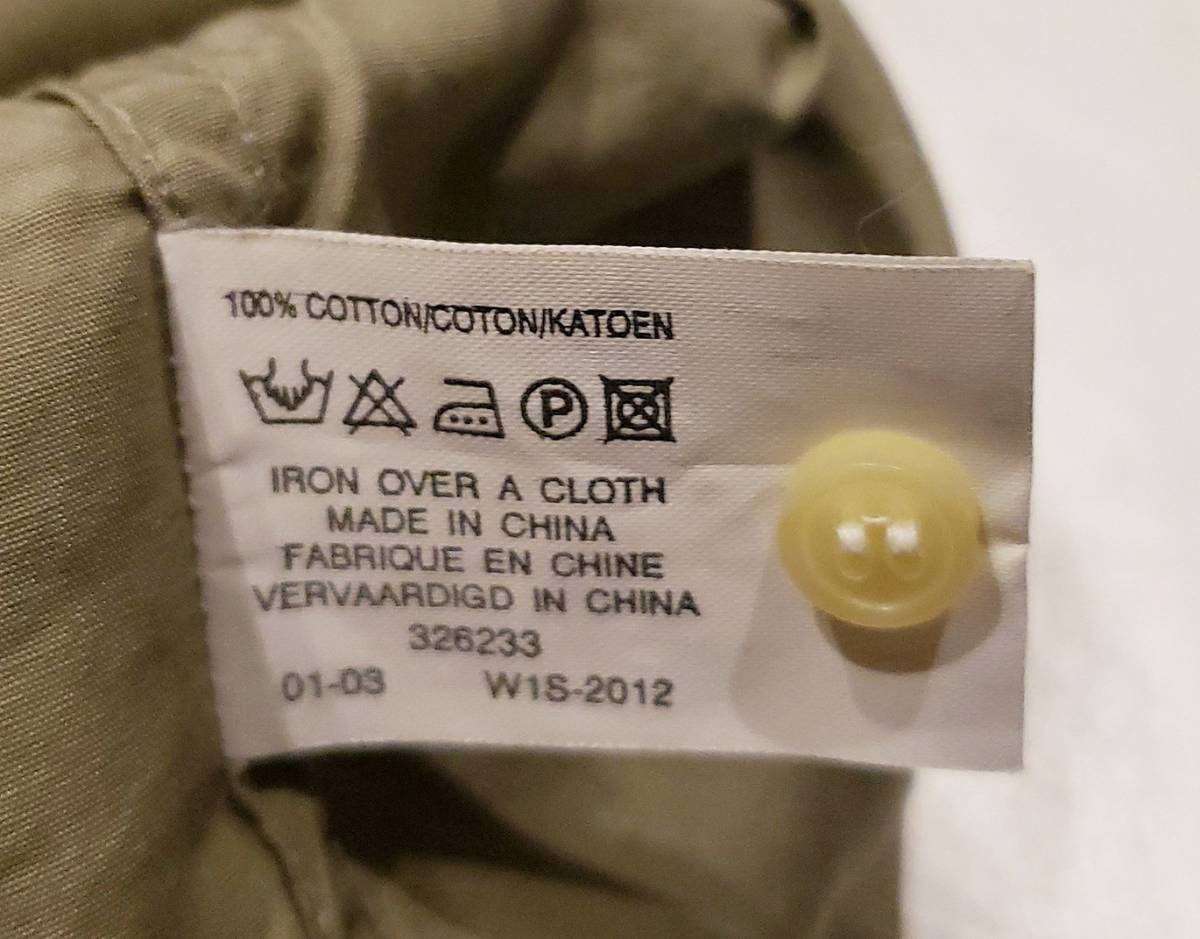 100% COTTON/COTON/KATOEN
P
IRON OVER A CLOTH
MADE IN CHINA
FABRIQUE EN CHINE
VERVAARDIGD IN CHINA
326233
01-03 W1S-2012